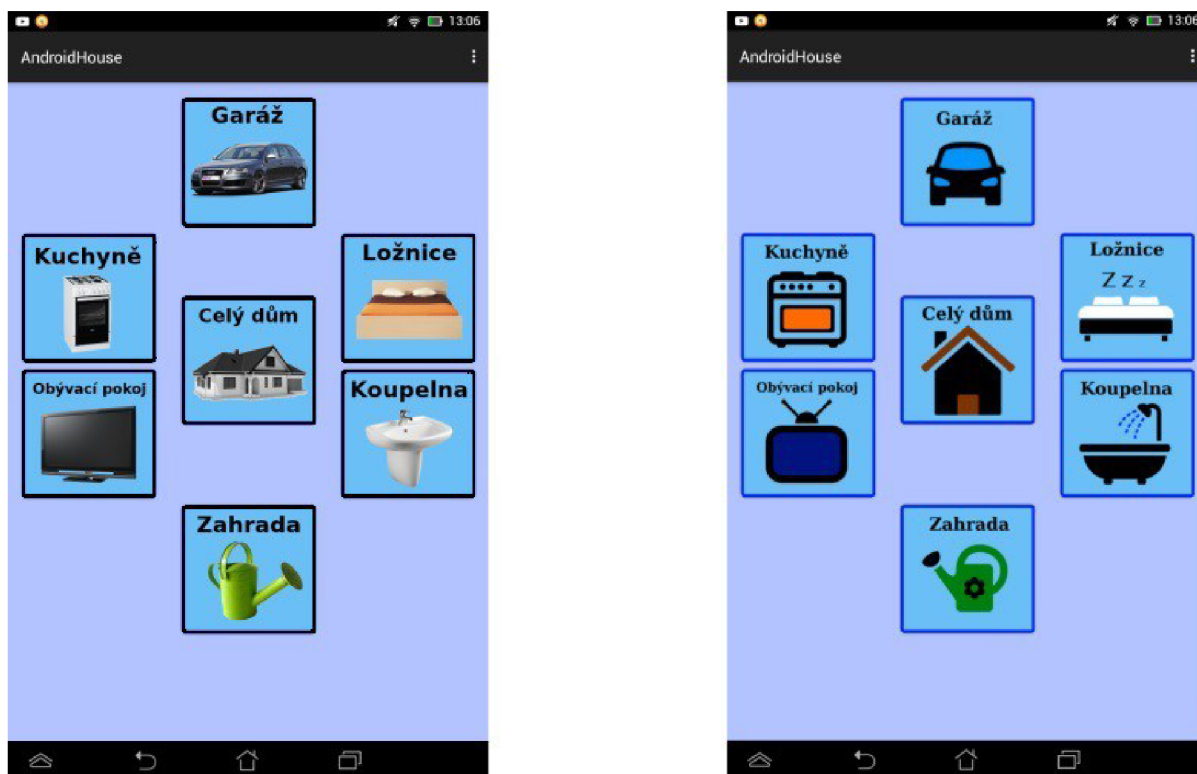 13:06
AndroidHouse
Garáž
Kuchyně
Ložnice
Celý dům
Obývací pokoj
Koupelna
Zahrada
13:06
AndroidHouse
Garáž
Kuchyně
Ložnice
Z Z z
Celý dům
Obývací pokoj
Koupelna
Zahrada